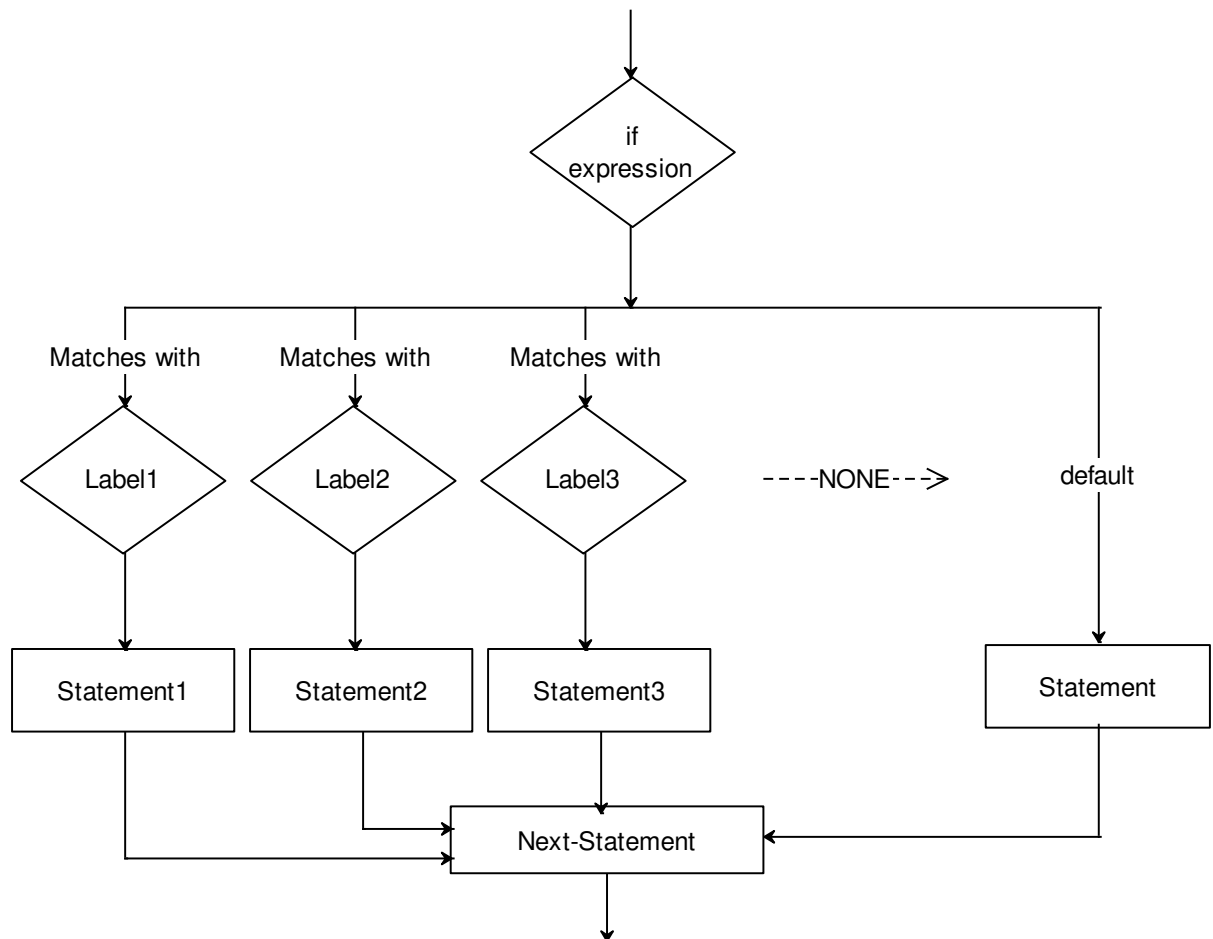 if
expression
Matches with
Matches with
Matches with
Label1
Label2
Label3
NONE
default
Statement1
Statement2
Statement3
Statement
Next-Statement